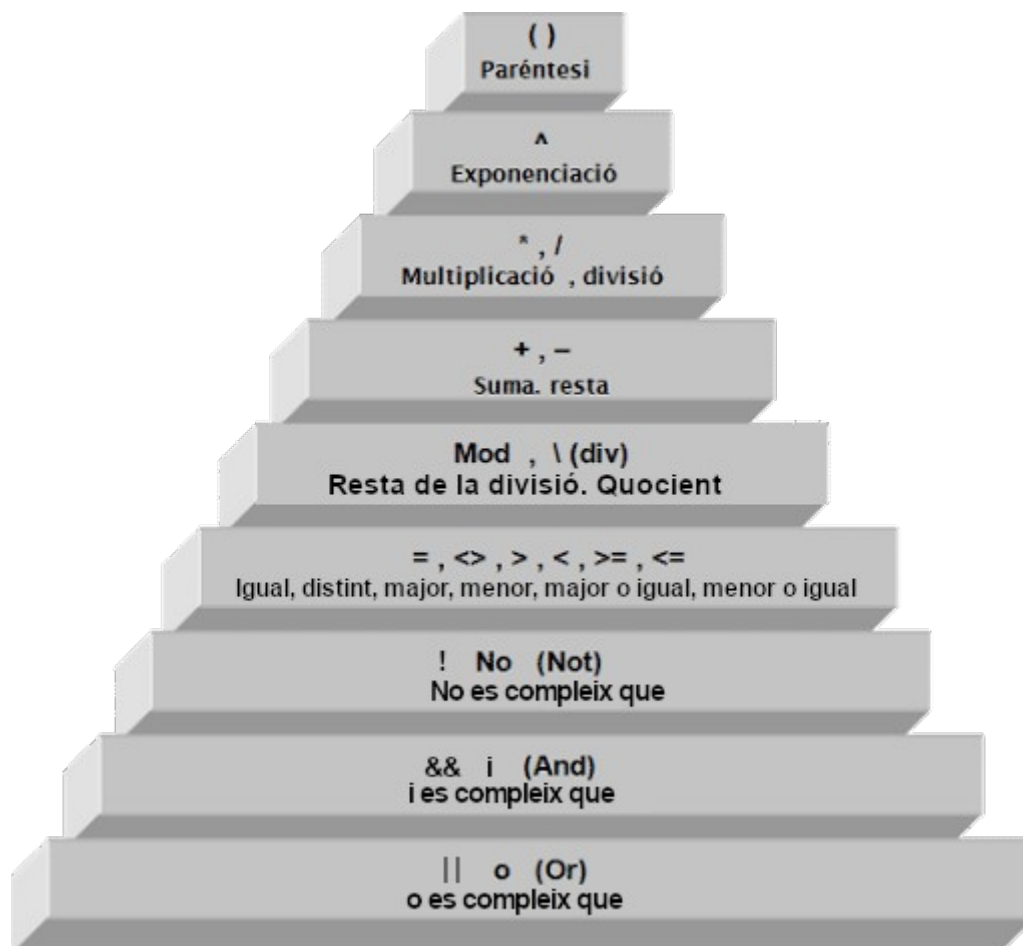 ( )
Paréntesi
^
Exponenciació
* , /
Multiplicació , divisió
+ , –
Suma. resta
Mod , \ (div)
Resta de la divisió. Quocient
= , <> , > , < , >= , <=
Igual, distint, major, menor, major o igual, menor o igual
! No (Not)
No es compleix que
&& i (And)
i es compleix que
|| o (Or)
o es compleix que